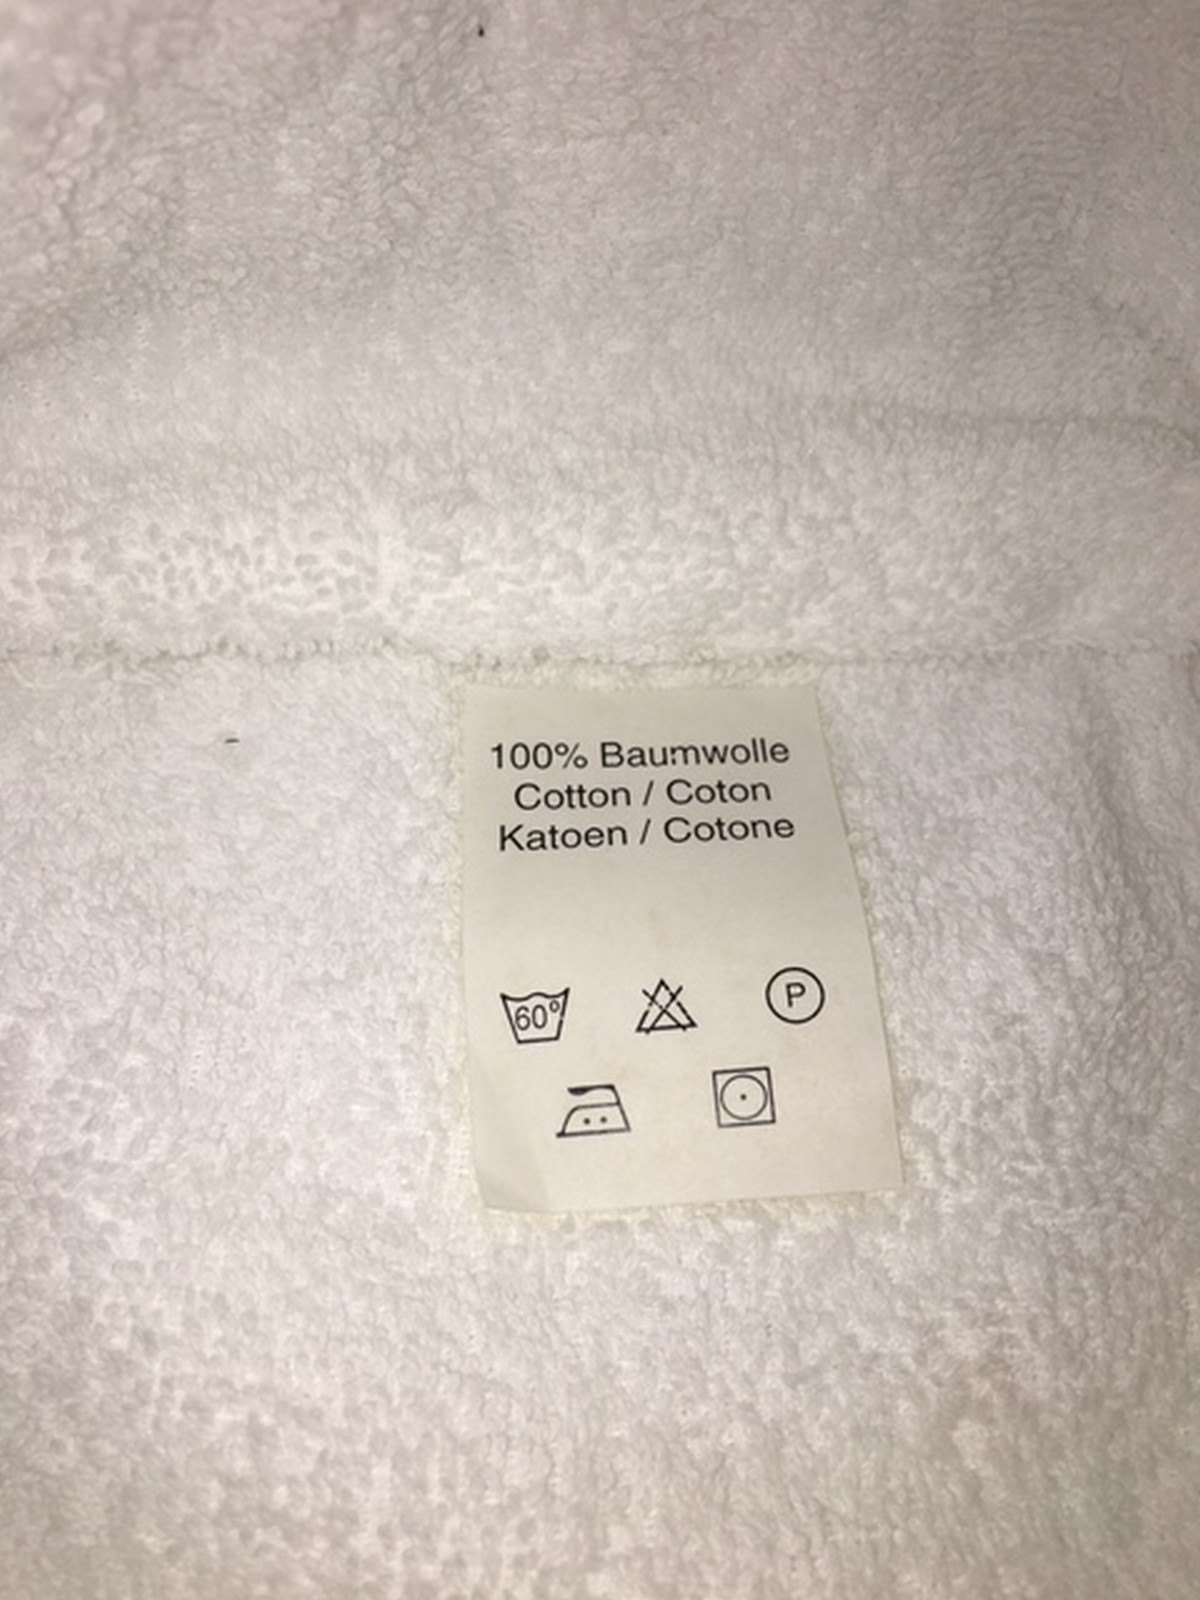 100% Baumwolle
Cotton / Coton
Katoen / Cotone
60° P